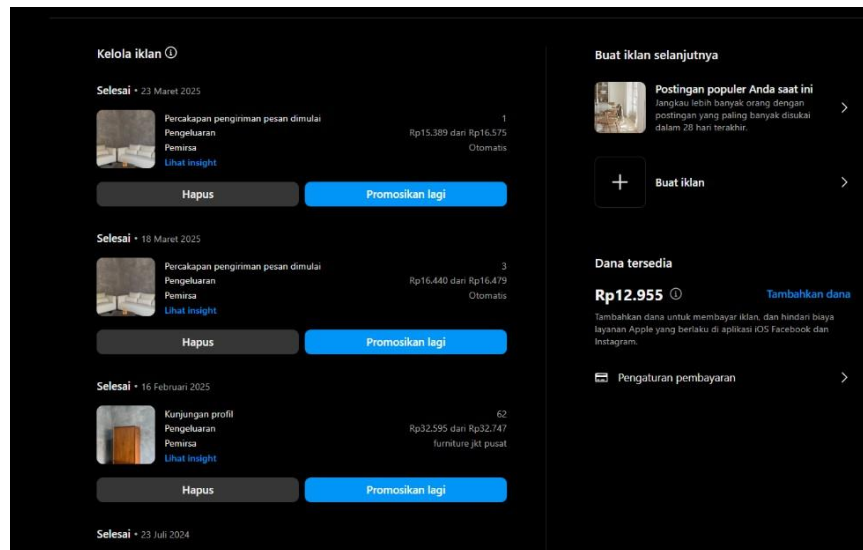 Kelola iklan
Selesai • 23 Maret 2025
Percakapan pengiriman pesan dimulai 1
Pengeluaran Rp15.389 dari Rp16.575
Pemirsa Otomatis
Lihat insight
Hapus Promosikan lagi
Selesai • 18 Maret 2025
Percakapan pengiriman pesan dimulai 3
Pengeluaran Rp16.440 dari Rp16.479
Pemirsa Otomatis
Lihat insight
Hapus Promosikan lagi
Selesai • 16 Februari 2025
Kunjungan profil 62
Pengeluaran Rp32.595 dari Rp32.747
Pemirsa furniture jkt pusat
Lihat insight
Hapus Promosikan lagi
Selesai • 23 Juli 2024
Buat iklan selanjutnya
Postingan populer Anda saat ini
Jangkau lebih banyak orang dengan
postingan yang paling banyak disukai
dalam 28 hari terakhir.
Buat iklan
Dana tersedia
Rp12.955 Tambahkan dana
Tambahkan dana untuk membayar iklan, dan hindari biaya
layanan Apple yang berlaku di aplikasi iOS Facebook dan
Instagram.
Pengaturan pembayaran